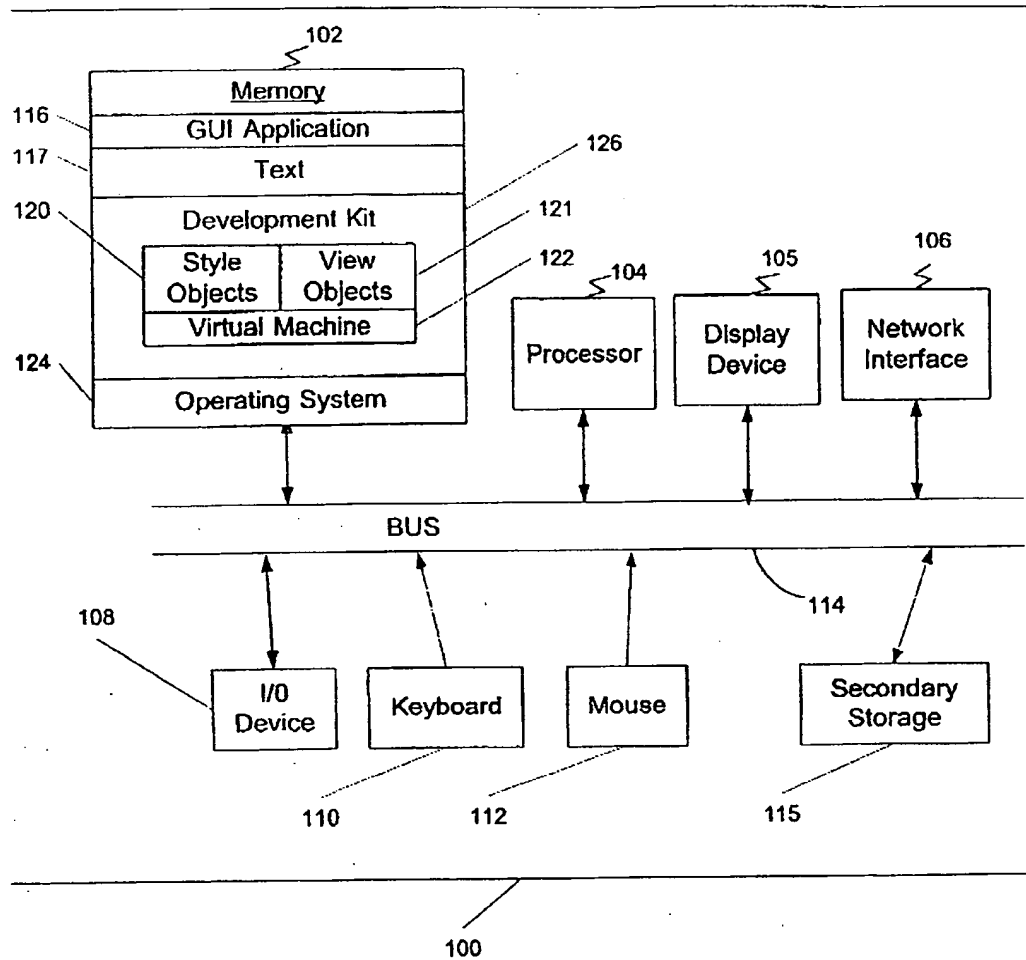 102
Memory
116
GUI Application
117
Text
126
120
Development Kit
121
Style Objects
View Objects
122
Virtual Machine
124
Operating System
104
Processor
105
Display Device
106
Network Interface
BUS
114
108
I/0 Device
Keyboard
Mouse
Secondary Storage
110
112
115
100